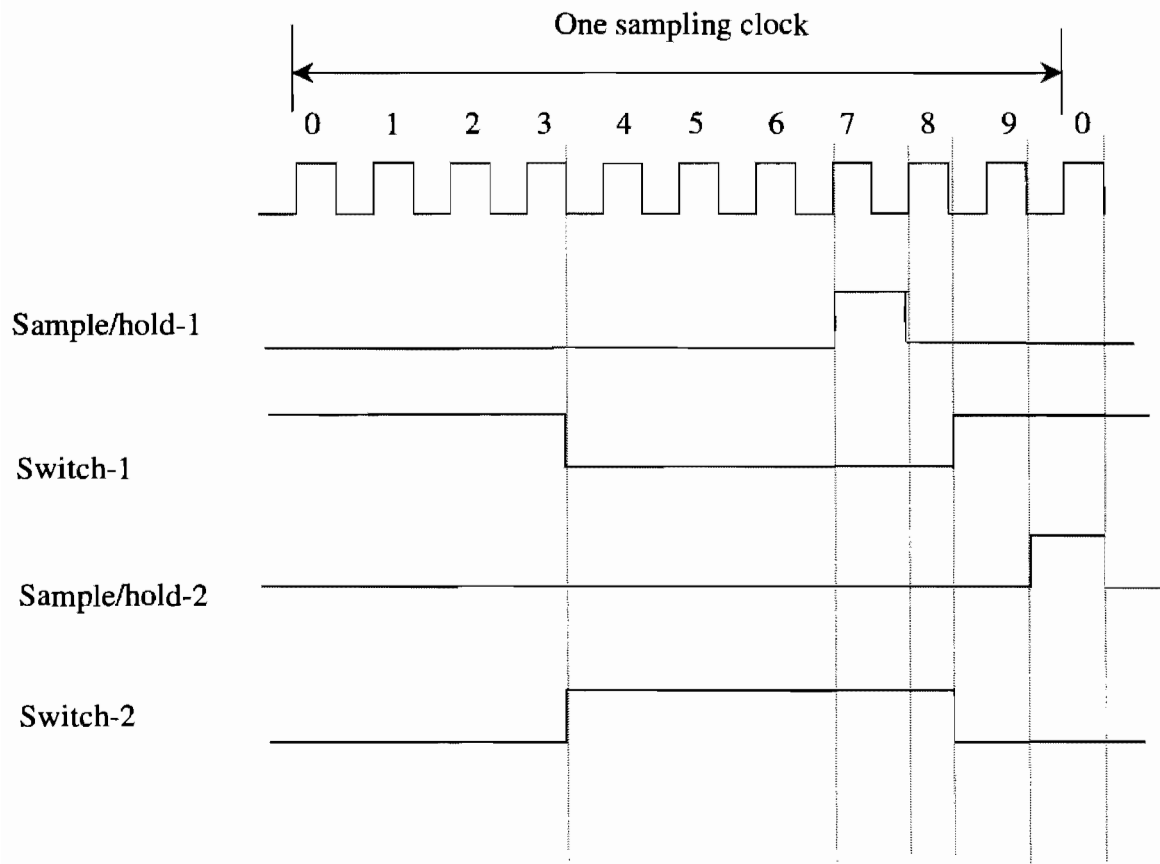 One sampling clock
0 1 2 3 4 5 6 7 8 9 0
Sample/hold-1
Switch-1
Sample/hold-2
Switch-2